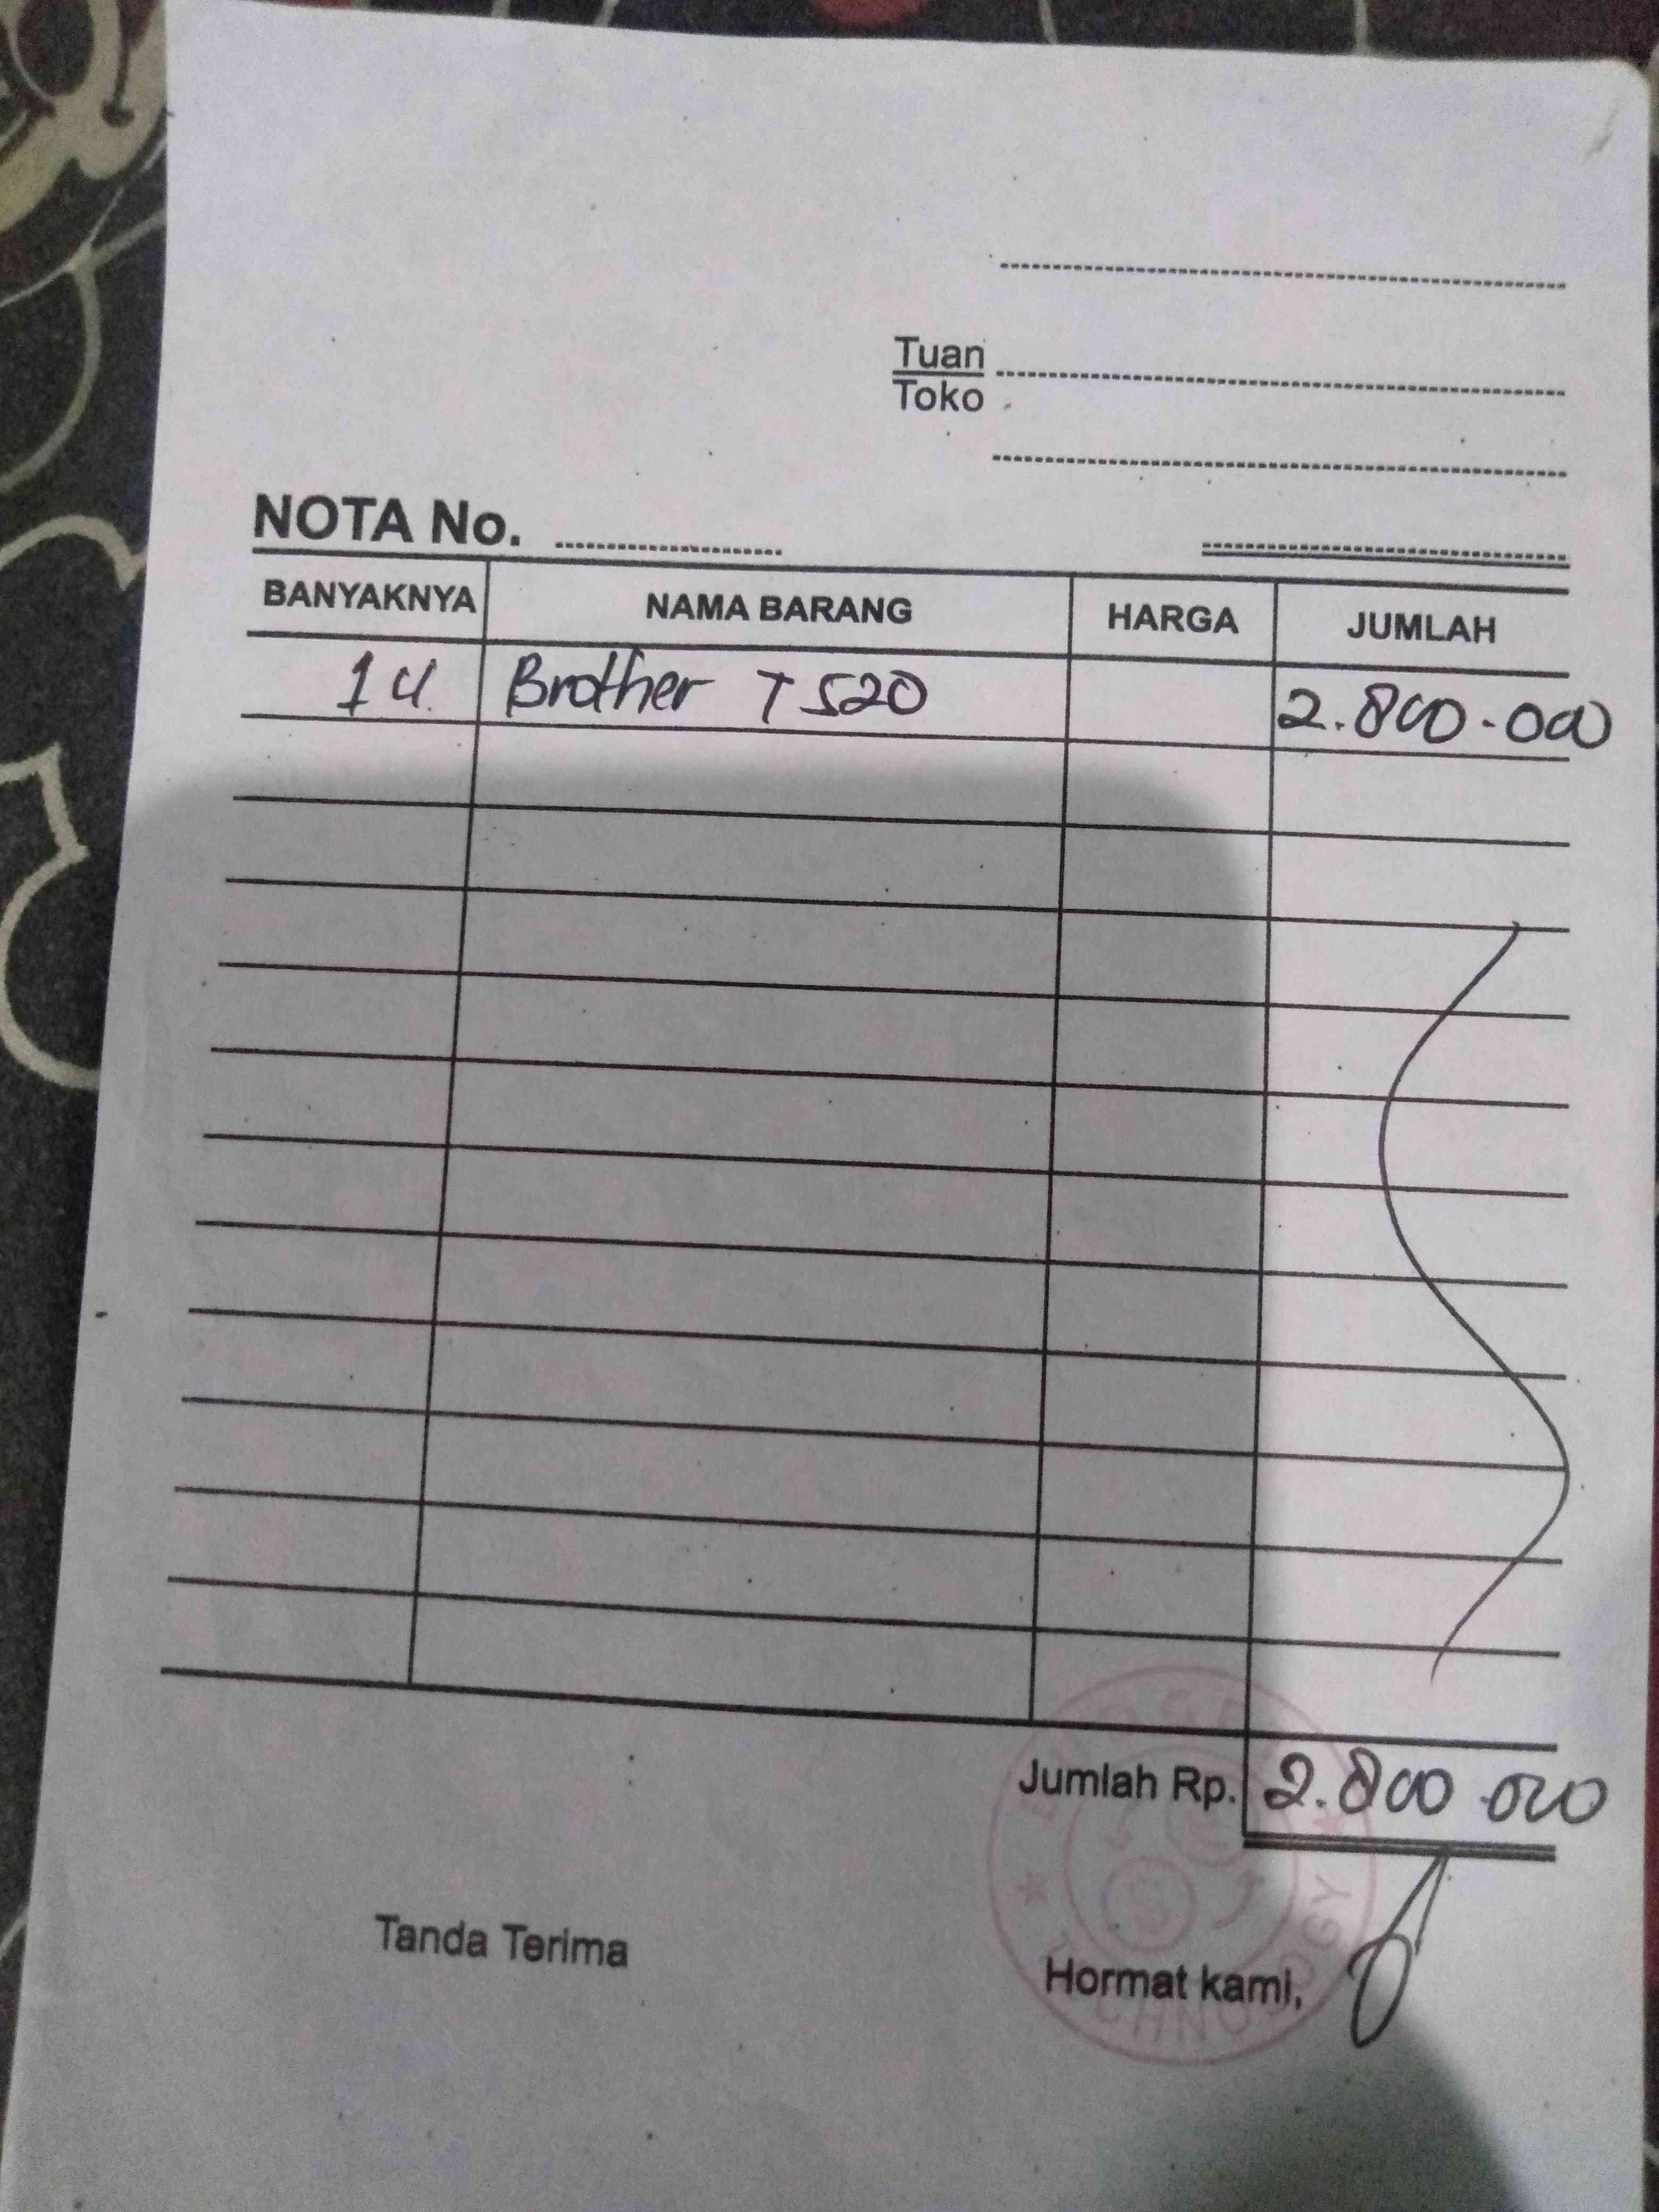 Tuan
Toko
NOTA No.
BANYAKNYA NAMA BARANG HARGA JUMLAH
1 U. Brother T 520 2.800.000
Jumlah Rp. 2.800.000
Tanda Terima
Hormat kami,